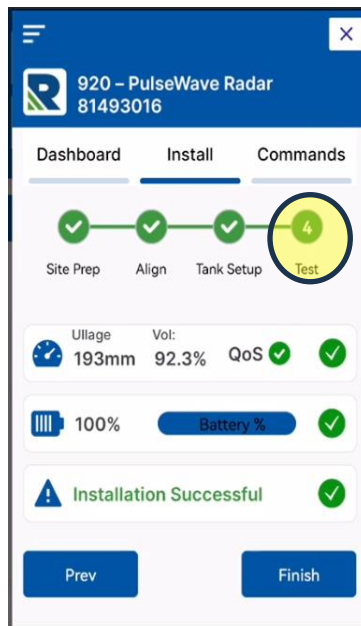 920 – PulseWave Radar
81493016
Dashboard Install Commands
4
Site Prep Align Tank Setup Test
Ullage Vol:
193mm 92.3% QoS
100% Battery %
Installation Successful
Prev Finish